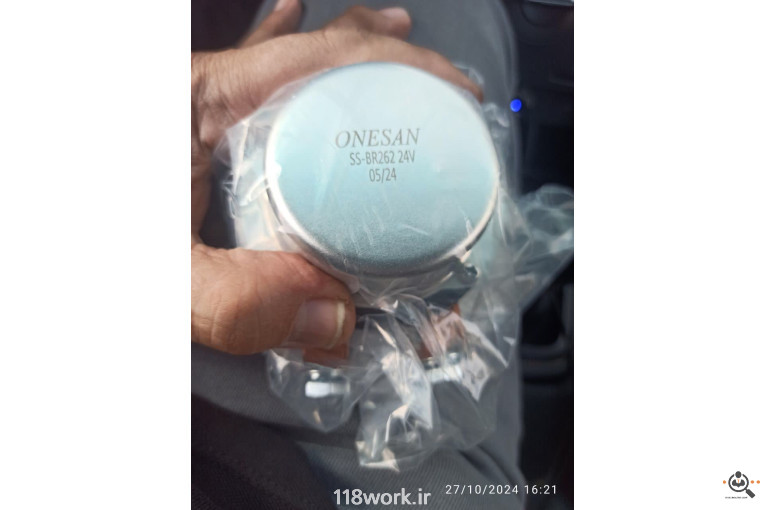 ONESAN
SS-BR262 24V
05/24
118work.ir
27/10/2024 16:21